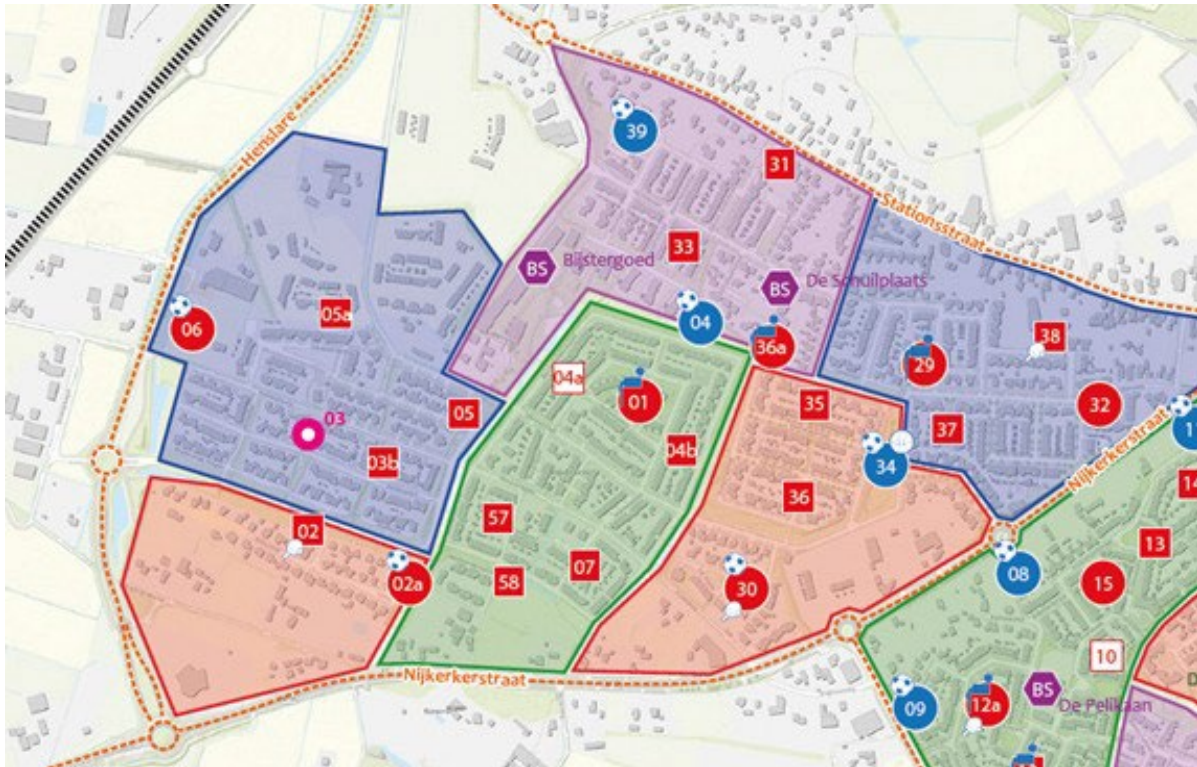 Henslare
39
31
Stationsstraat
33
BS
Bijstergoed
BS
De Schuilplaats
05a
06
04
36a
38
29
04a
01
32
35
05
03
37
04b
34
03b
Nijkerkerstraat
14
36
57
02
13
08
07
58
02a
30
15
10
BS
De Pelikaan
09
12a
Nijkerkerstraat